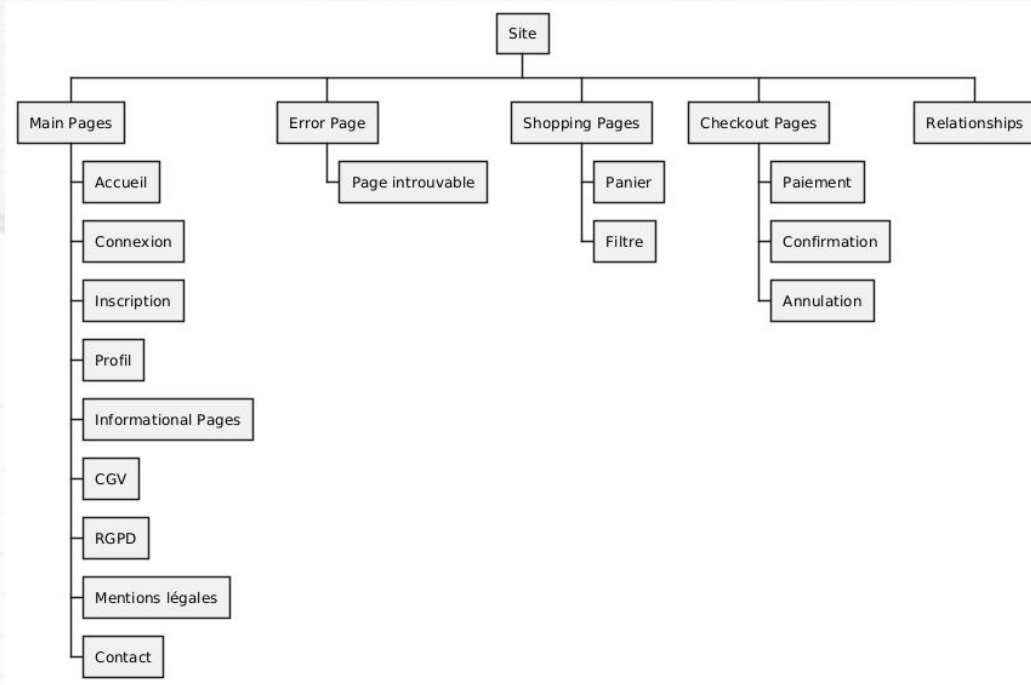 Site
Main Pages
Error Page
Shopping Pages
Checkout Pages
Relationships
Accueil
Page introuvable
Panier
Paiement
Connexion
Filtre
Confirmation
Inscription
Annulation
Profil
Informational Pages
CGV
RGPD
Mentions légales
Contact